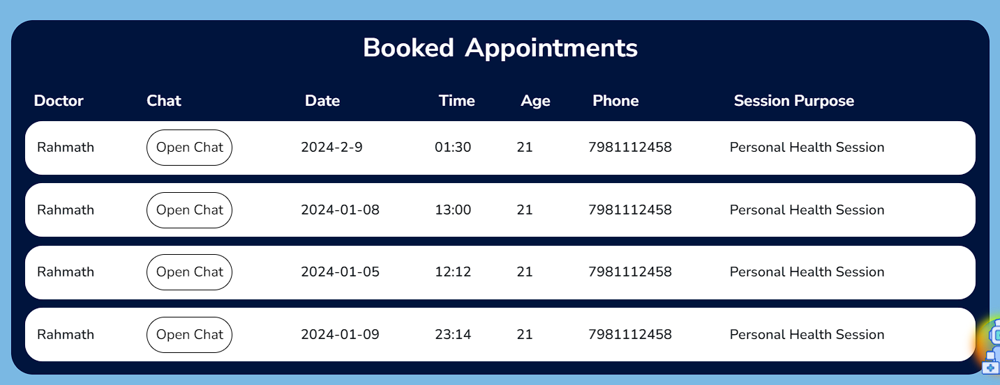 Booked Appointments
Doctor Chat Date Time Age Phone Session Purpose
Rahmath Open Chat 2024-2-9 01:30 21 7981112458 Personal Health Session
Rahmath Open Chat 2024-01-08 13:00 21 7981112458 Personal Health Session
Rahmath Open Chat 2024-01-05 12:12 21 7981112458 Personal Health Session
Rahmath Open Chat 2024-01-09 23:14 21 7981112458 Personal Health Session